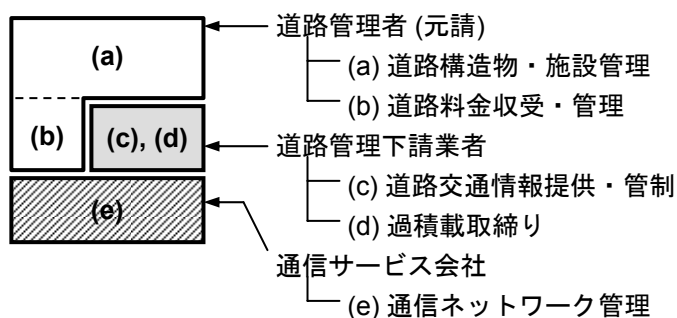 (a)
(b)
(c), (d)
(e)
道路管理者 (元請)
(a) 道路構造物・施設管理
(b) 道路料金収受・管理
道路管理下請業者
(c) 道路交通情報提供・管制
(d) 過積載取締り
通信サービス会社
(e) 通信ネットワーク管理